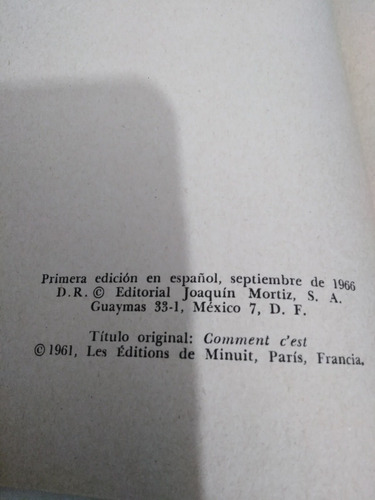 Primera edición en español, septiembre de 1966
D.R. © Editorial Joaquín Mortiz, S. A.
Guaymas 33-1, México 7, D. F.
Título original: Comment c'est
© 1961, Les Éditions de Minuit, París, Francia.